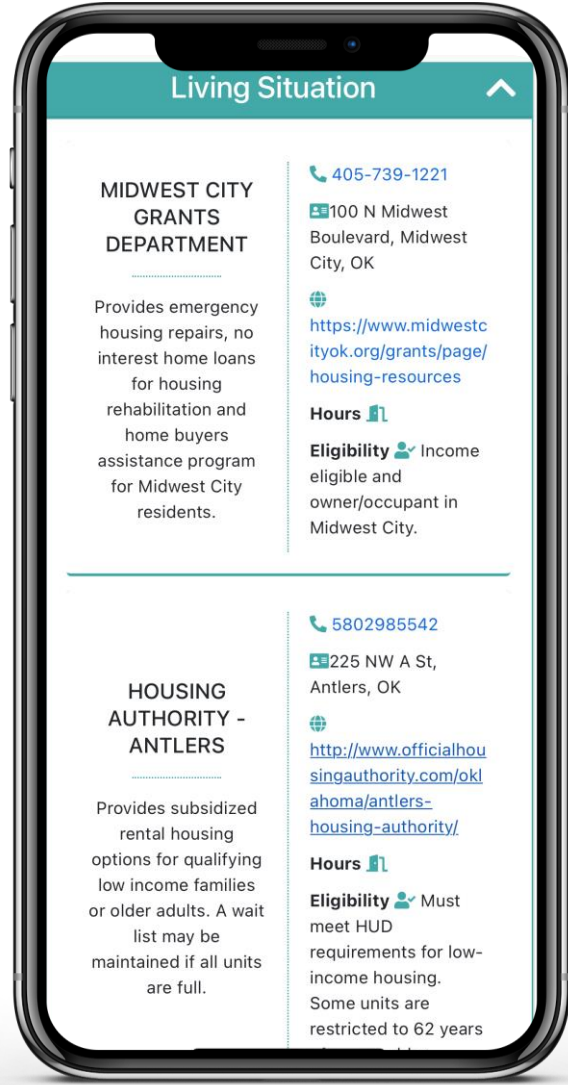 Living Situation
MIDWEST CITY
GRANTS
DEPARTMENT
Provides emergency
housing repairs, no
interest home loans
for housing
rehabilitation and
home buyers
assistance program
for Midwest City
residents.
405-739-1221
100 N Midwest
Boulevard, Midwest
City, OK
https://www.midwestc
ityok.org/grants/page/
housing-resources
Hours
Eligibility Income
eligible and
owner/occupant in
Midwest City.
HOUSING
AUTHORITY -
ANTLERS
Provides subsidized
rental housing
options for qualifying
low income families
or older adults. A wait
list may be
maintained if all units
are full.
5802985542
225 NW A St,
Antlers, OK
http://www.officialhou
singauthority.com/okl
ahoma/antlers-
housing-authority/
Hours
Eligibility Must
meet HUD
requirements for low-
income housing.
Some units are
restricted to 62 years